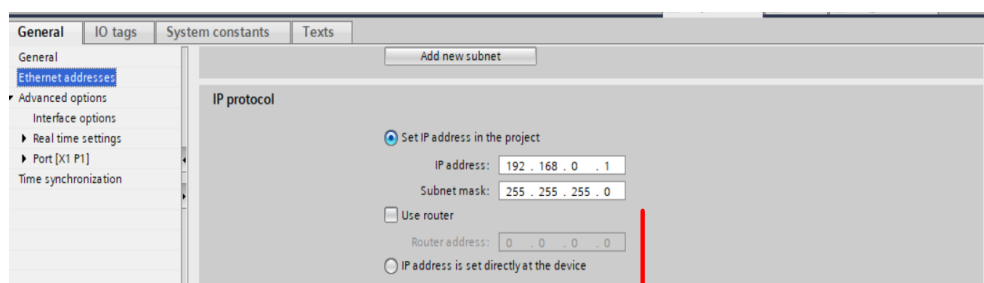 General IO tags System constants Texts
General
Ethernet addresses
Advanced options
Interface options
Real time settings
Port [X1 P1]
Time synchronization
Add new subnet
IP protocol
Set IP address in the project
IP address: 192 . 168 . 0 . 1
Subnet mask: 255 . 255 . 255 . 0
Use router
Router address: 0 . 0 . 0 . 0
IP address is set directly at the device